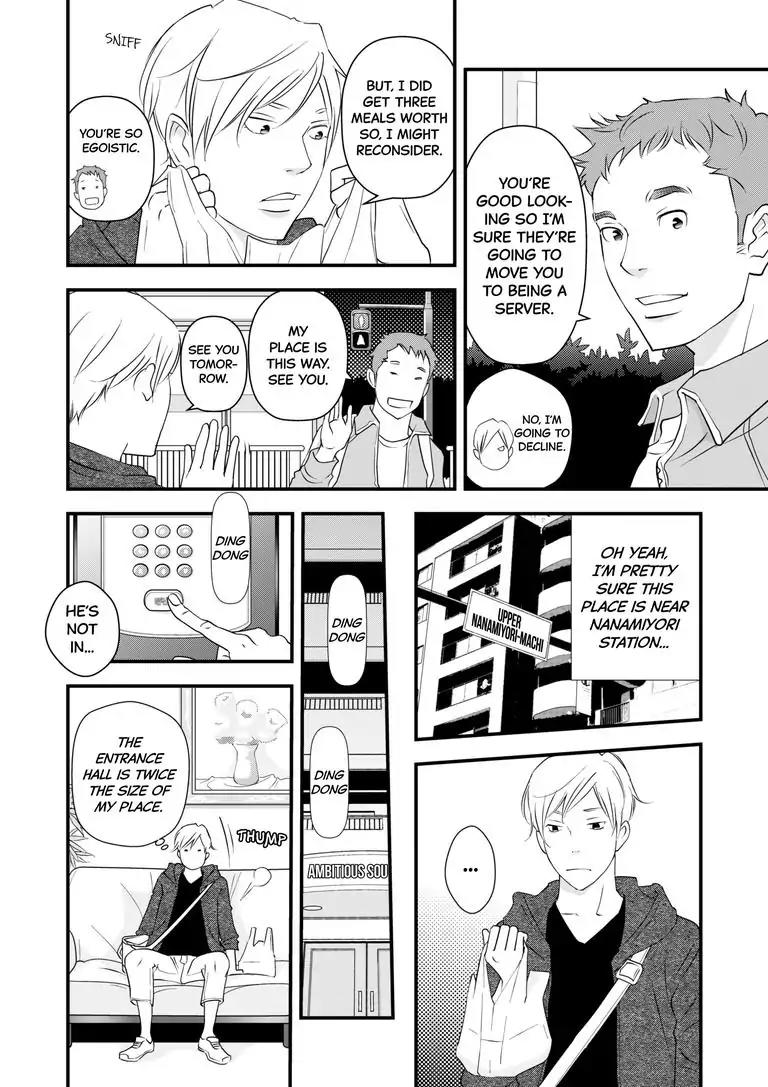 YOU'RE
GOOD LOOK-
ING SO I'M
SURE THEY'RE
GOING TO
MOVE YOU
TO BEING A
SERVER.
NO, I'M
GOING TO
DECLINE.
SNIFF
BUT, I DID
GET THREE
MEALS WORTH
SO, I MIGHT
RECONSIDER.
YOU'RE SO
EGOISTIC.
MY
PLACE IS
THIS WAY.
SEE YOU.
SEE YOU
TOMOR-
ROW.
OH YEAH,
I'M PRETTY
SURE THIS
PLACE IS NEAR
NANAMIYORI
STATION...
UPPER
NANAMIYORI-MACHI
...
DING
DONG
DING
DONG
AMBITIOUS SOU
DING
DONG
HE'S
NOT
IN...
THE
ENTRANCE
HALL IS TWICE
THE SIZE OF
MY PLACE.
THUMP